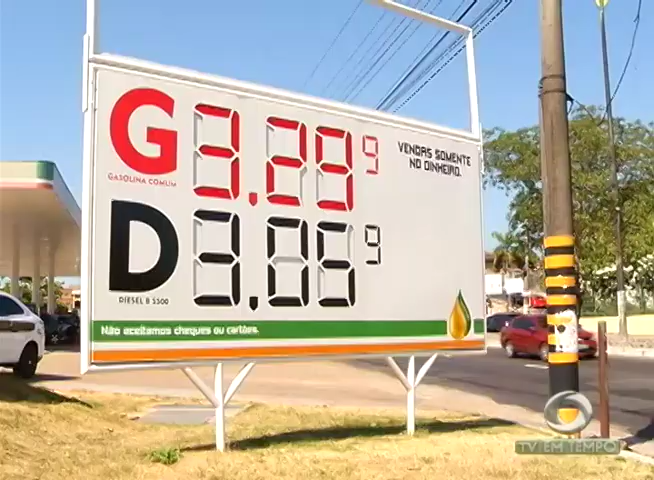 G 3.29 9
GASOLINA COMUM
VENDAS SOMENTE
NO DINHEIRO.
D 3.05 9
DIESEL B S500
Não aceitamos cheques ou cartões.
TV EM TEMPO